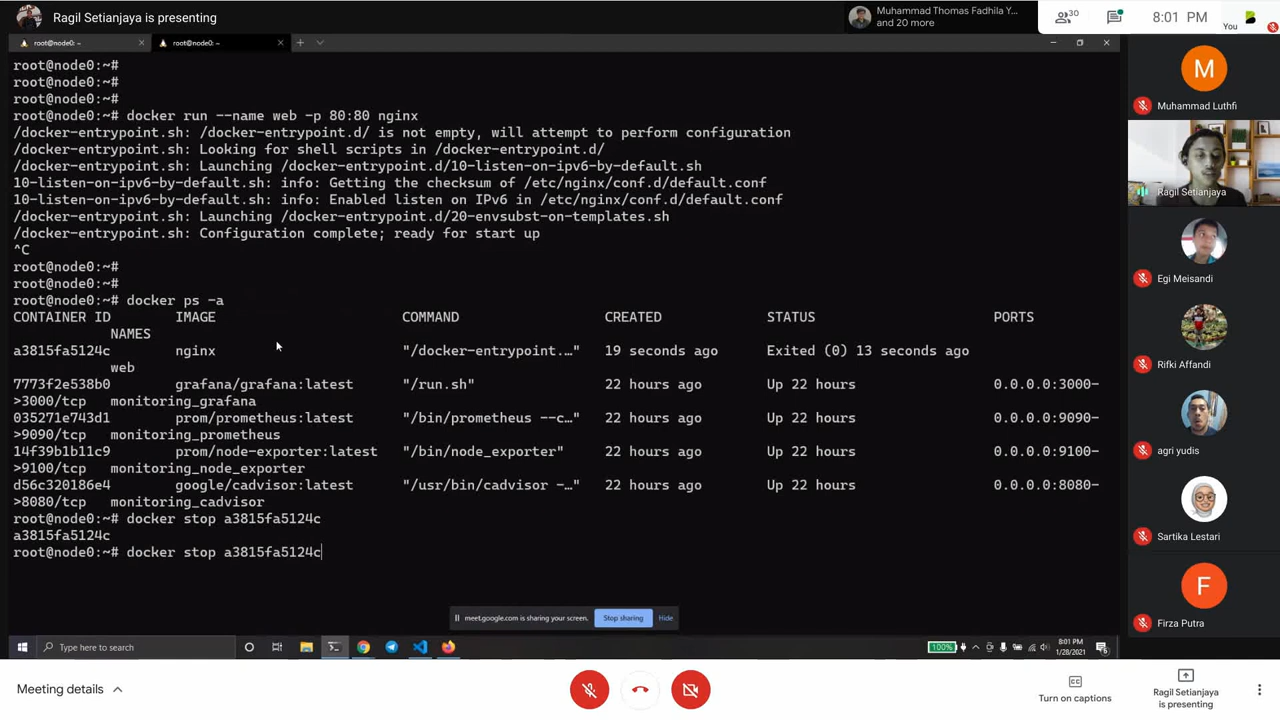 Ragil Setianjaya is presenting
Muhammad Thomas Fadhila Y...
and 20 more
30
8:01 PM
You
root@node0: ~
root@node0: ~
root@node0:~#
root@node0:~#
root@node0:~#
root@node0:~# docker run --name web -p 80:80 nginx
/docker-entrypoint.sh: /docker-entrypoint.d/ is not empty, will attempt to perform configuration
/docker-entrypoint.sh: Looking for shell scripts in /docker-entrypoint.d/
/docker-entrypoint.sh: Launching /docker-entrypoint.d/10-listen-on-ipv6-by-default.sh
10-listen-on-ipv6-by-default.sh: info: Getting the checksum of /etc/nginx/conf.d/default.conf
10-listen-on-ipv6-by-default.sh: info: Enabled listen on IPv6 in /etc/nginx/conf.d/default.conf
/docker-entrypoint.sh: Launching /docker-entrypoint.d/20-envsubst-on-templates.sh
/docker-entrypoint.sh: Configuration complete; ready for start up
^C
root@node0:~#
root@node0:~#
root@node0:~# docker ps -a
CONTAINER ID IMAGE COMMAND CREATED STATUS PORTS
NAMES
a3815fa5124c nginx "/docker-entrypoint.…" 19 seconds ago Exited (0) 13 seconds ago
web
7773f2e538b0 grafana/grafana:latest "/run.sh" 22 hours ago Up 22 hours 0.0.0.0:3000-
>3000/tcp monitoring_grafana
035271e743d1 prom/prometheus:latest "/bin/prometheus --c…" 22 hours ago Up 22 hours 0.0.0.0:9090-
>9090/tcp monitoring_prometheus
14f39b1b11c9 prom/node-exporter:latest "/bin/node_exporter" 22 hours ago Up 22 hours 0.0.0.0:9100-
>9100/tcp monitoring_node_exporter
d56c320186e4 google/cadvisor:latest "/usr/bin/cadvisor -…" 22 hours ago Up 22 hours 0.0.0.0:8080-
>8080/tcp monitoring_cadvisor
root@node0:~# docker stop a3815fa5124c
a3815fa5124c
root@node0:~# docker stop a3815fa5124c
meet.google.com is sharing your screen. Stop sharing Hide
Type here to search
100%
8:01 PM
1/28/2021
M
Muhammad Luthfi
Ragil Setianjaya
Egi Meisandi
Rifki Affandi
agri yudis
Sartika Lestari
F
Firza Putra
Meeting details
Turn on captions
Ragil Setianjaya
is presenting